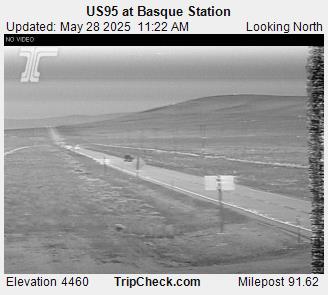 US95 at Basque Station
Updated: May 28 2025 11:22 AM
Looking North
NO VIDEO
Elevation 4460
TripCheck.com
Milepost 91.62